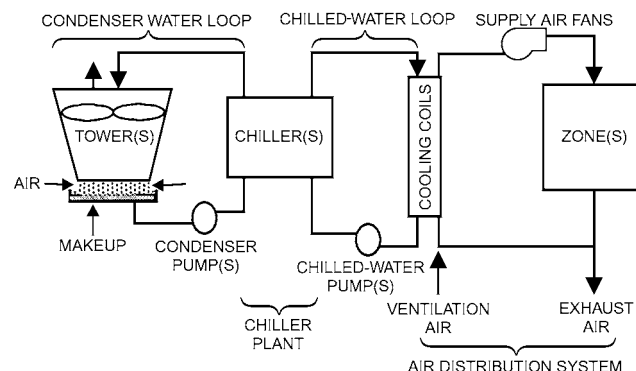 CONDENSER WATER LOOP
CHILLED-WATER LOOP
SUPPLY AIR FANS
TOWER(S)
CHILLER(S)
COOLING COILS
ZONE(S)
AIR
MAKEUP
CONDENSER
PUMP(S)
CHILLED-WATER
PUMP(S)
CHILLER
PLANT
VENTILATION
AIR
EXHAUST
AIR
AIR DISTRIBUTION SYSTEM